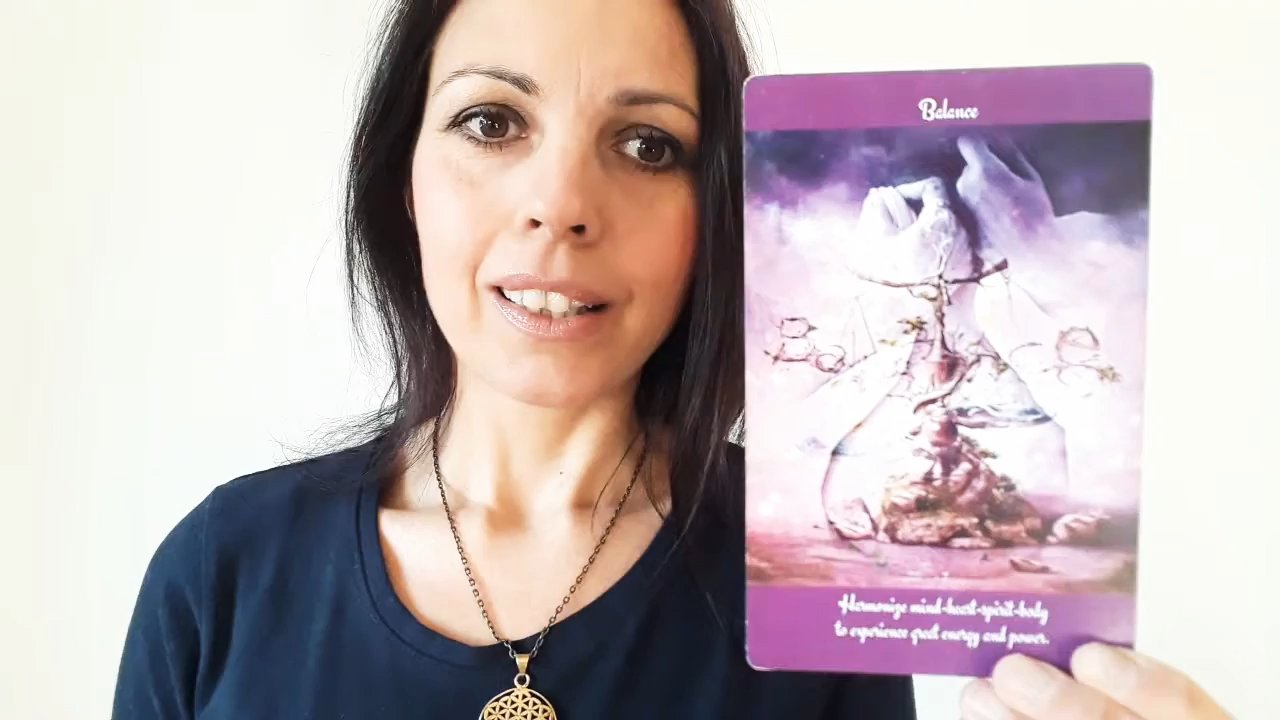 Balance
Harmonize mind-heart-spirit-body
to experience great energy and power.